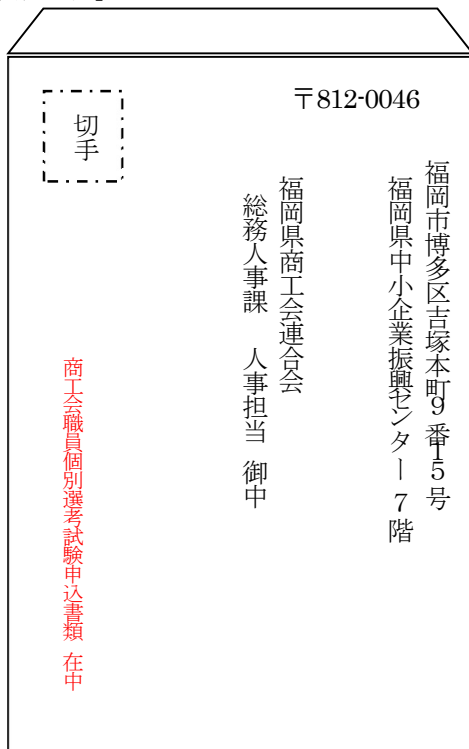 〒812-0046
福岡市博多区吉塚本町9番15号
福岡県中小企業振興センター7階
福岡県商工会連合会
総務人事課 人事担当 御中
切手
商工会職員個別選考試験申込書類 在中